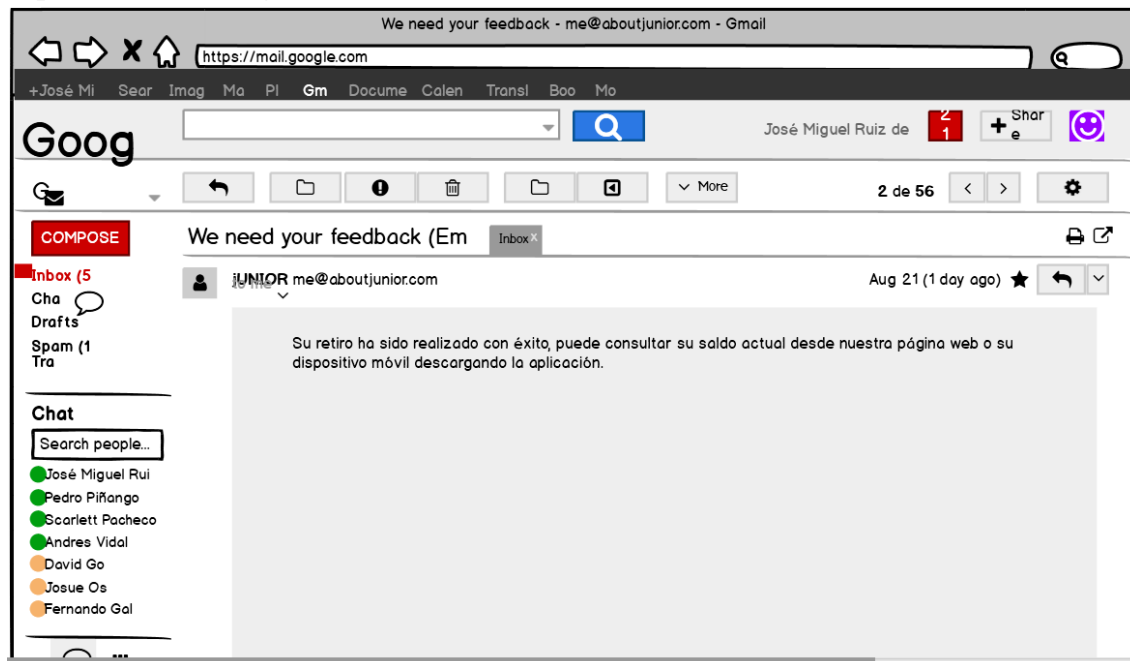 We need your feedback - me@aboutjunior.com - Gmail
https://mail.google.com
+José Mi Sear Imag Ma Pl Gm Docume Calen Transl Boo Mo
Goog
José Miguel Ruiz de
2
1
+ Shar
e
G
More
2 de 56
< >
COMPOSE
We need your feedback (Em
Inbox x
Inbox (5
jUNIOR me@aboutjunior.com
to me
Aug 21 (1 day ago)
Cha
Drafts
Spam (1
Tra
Su retiro ha sido realizado con éxito, puede consultar su saldo actual desde nuestra página web o su
dispositivo móvil descargando la aplicación.
Chat
Search people...
José Miguel Rui
Pedro Piñango
Scarlett Pacheco
Andres Vidal
David Go
Josue Os
Fernando Gal